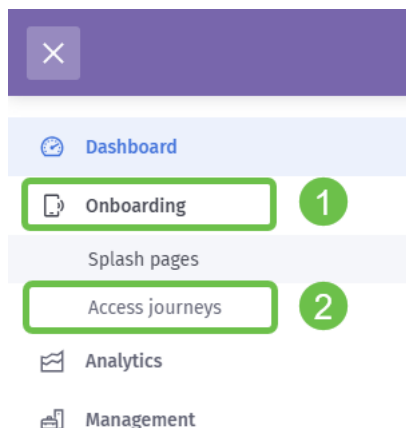 Dashboard
Onboarding
1
Splash pages
Access journeys
2
Analytics
Management